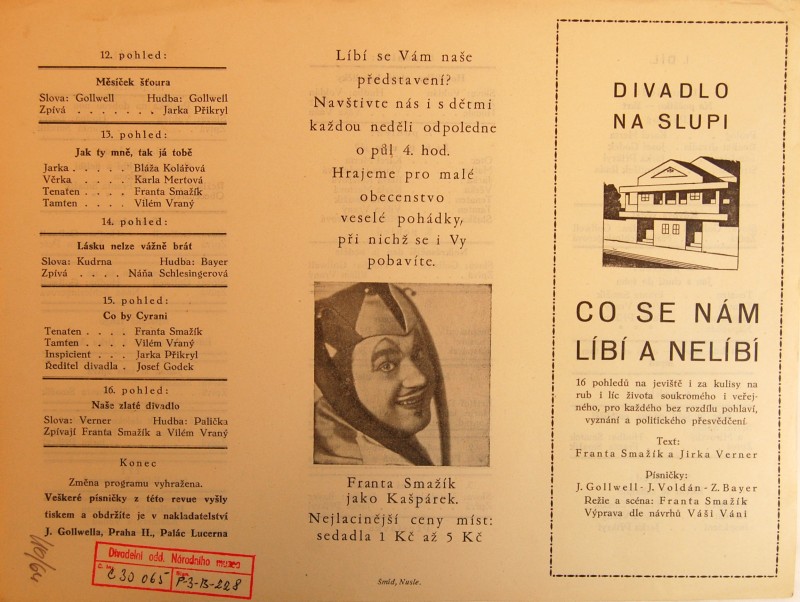 12. pohled:
Měsíček šťoura
Slova: Gollwell Hudba: Gollwell
Zpívá . . . . . . . Jarka Přikryl
13. pohled:
Jak ty mně, tak já tobě
Jarka . . . . . Bláža Kolářová
Věrka . . . . Karla Mertová
Tenaten . . . . Franta Smažík
Tamten . . . . Vilém Vraný
14. pohled:
Lásku nelze vážně brát
Slova: Kudrna Hudba: Bayer
Zpívá . . . . Náňa Schlesingerová
15. pohled:
Co by Cyrani
Tenaten . . . . Franta Smažík
Tamten . . . . Vilém Vraný
Inspicient . . . Jarka Přikryl
Ředitel divadla . Josef Godek
16. pohled:
Naše zlaté divadlo
Slova: Verner Hudba: Palička
Zpívají Franta Smažík a Vilém Vraný
Konec
Změna programu vyhražena.
Veškeré písničky z této revue vyšly
tiskem a obdržíte je v nakladatelství
J. Gollwella, Praha II., Palác Lucerna
Divadelní odd. Národního musea
Č 30 065 P-3-B-228
Líbí se Vám naše
představení?
Navštivte nás i s dětmi
každou neděli odpoledne
o půl 4. hod.
Hrajeme pro malé
obecenstvo
veselé pohádky,
při nichž se i Vy
pobavíte.
Franta Smažík
jako Kašpárek.
Nejlacinější ceny míst:
sedadla 1 Kč až 5 Kč
Šmíd, Nusle.
DIVADLO
NA SLUPI
CO SE NÁM
LÍBÍ A NELÍBÍ
16 pohledů na jeviště i za kulisy na
rub i líc života soukromého i veřej-
ného, pro každého bez rozdílu pohlaví,
vyznání a politického přesvědčení.
Text:
Franta Smažík a Jirka Verner
Písničky:
J. Gollwell - J. Voldán - Z. Bayer
Režie a scéna: Franta Smažík
Výprava dle návrhů Váši Váni